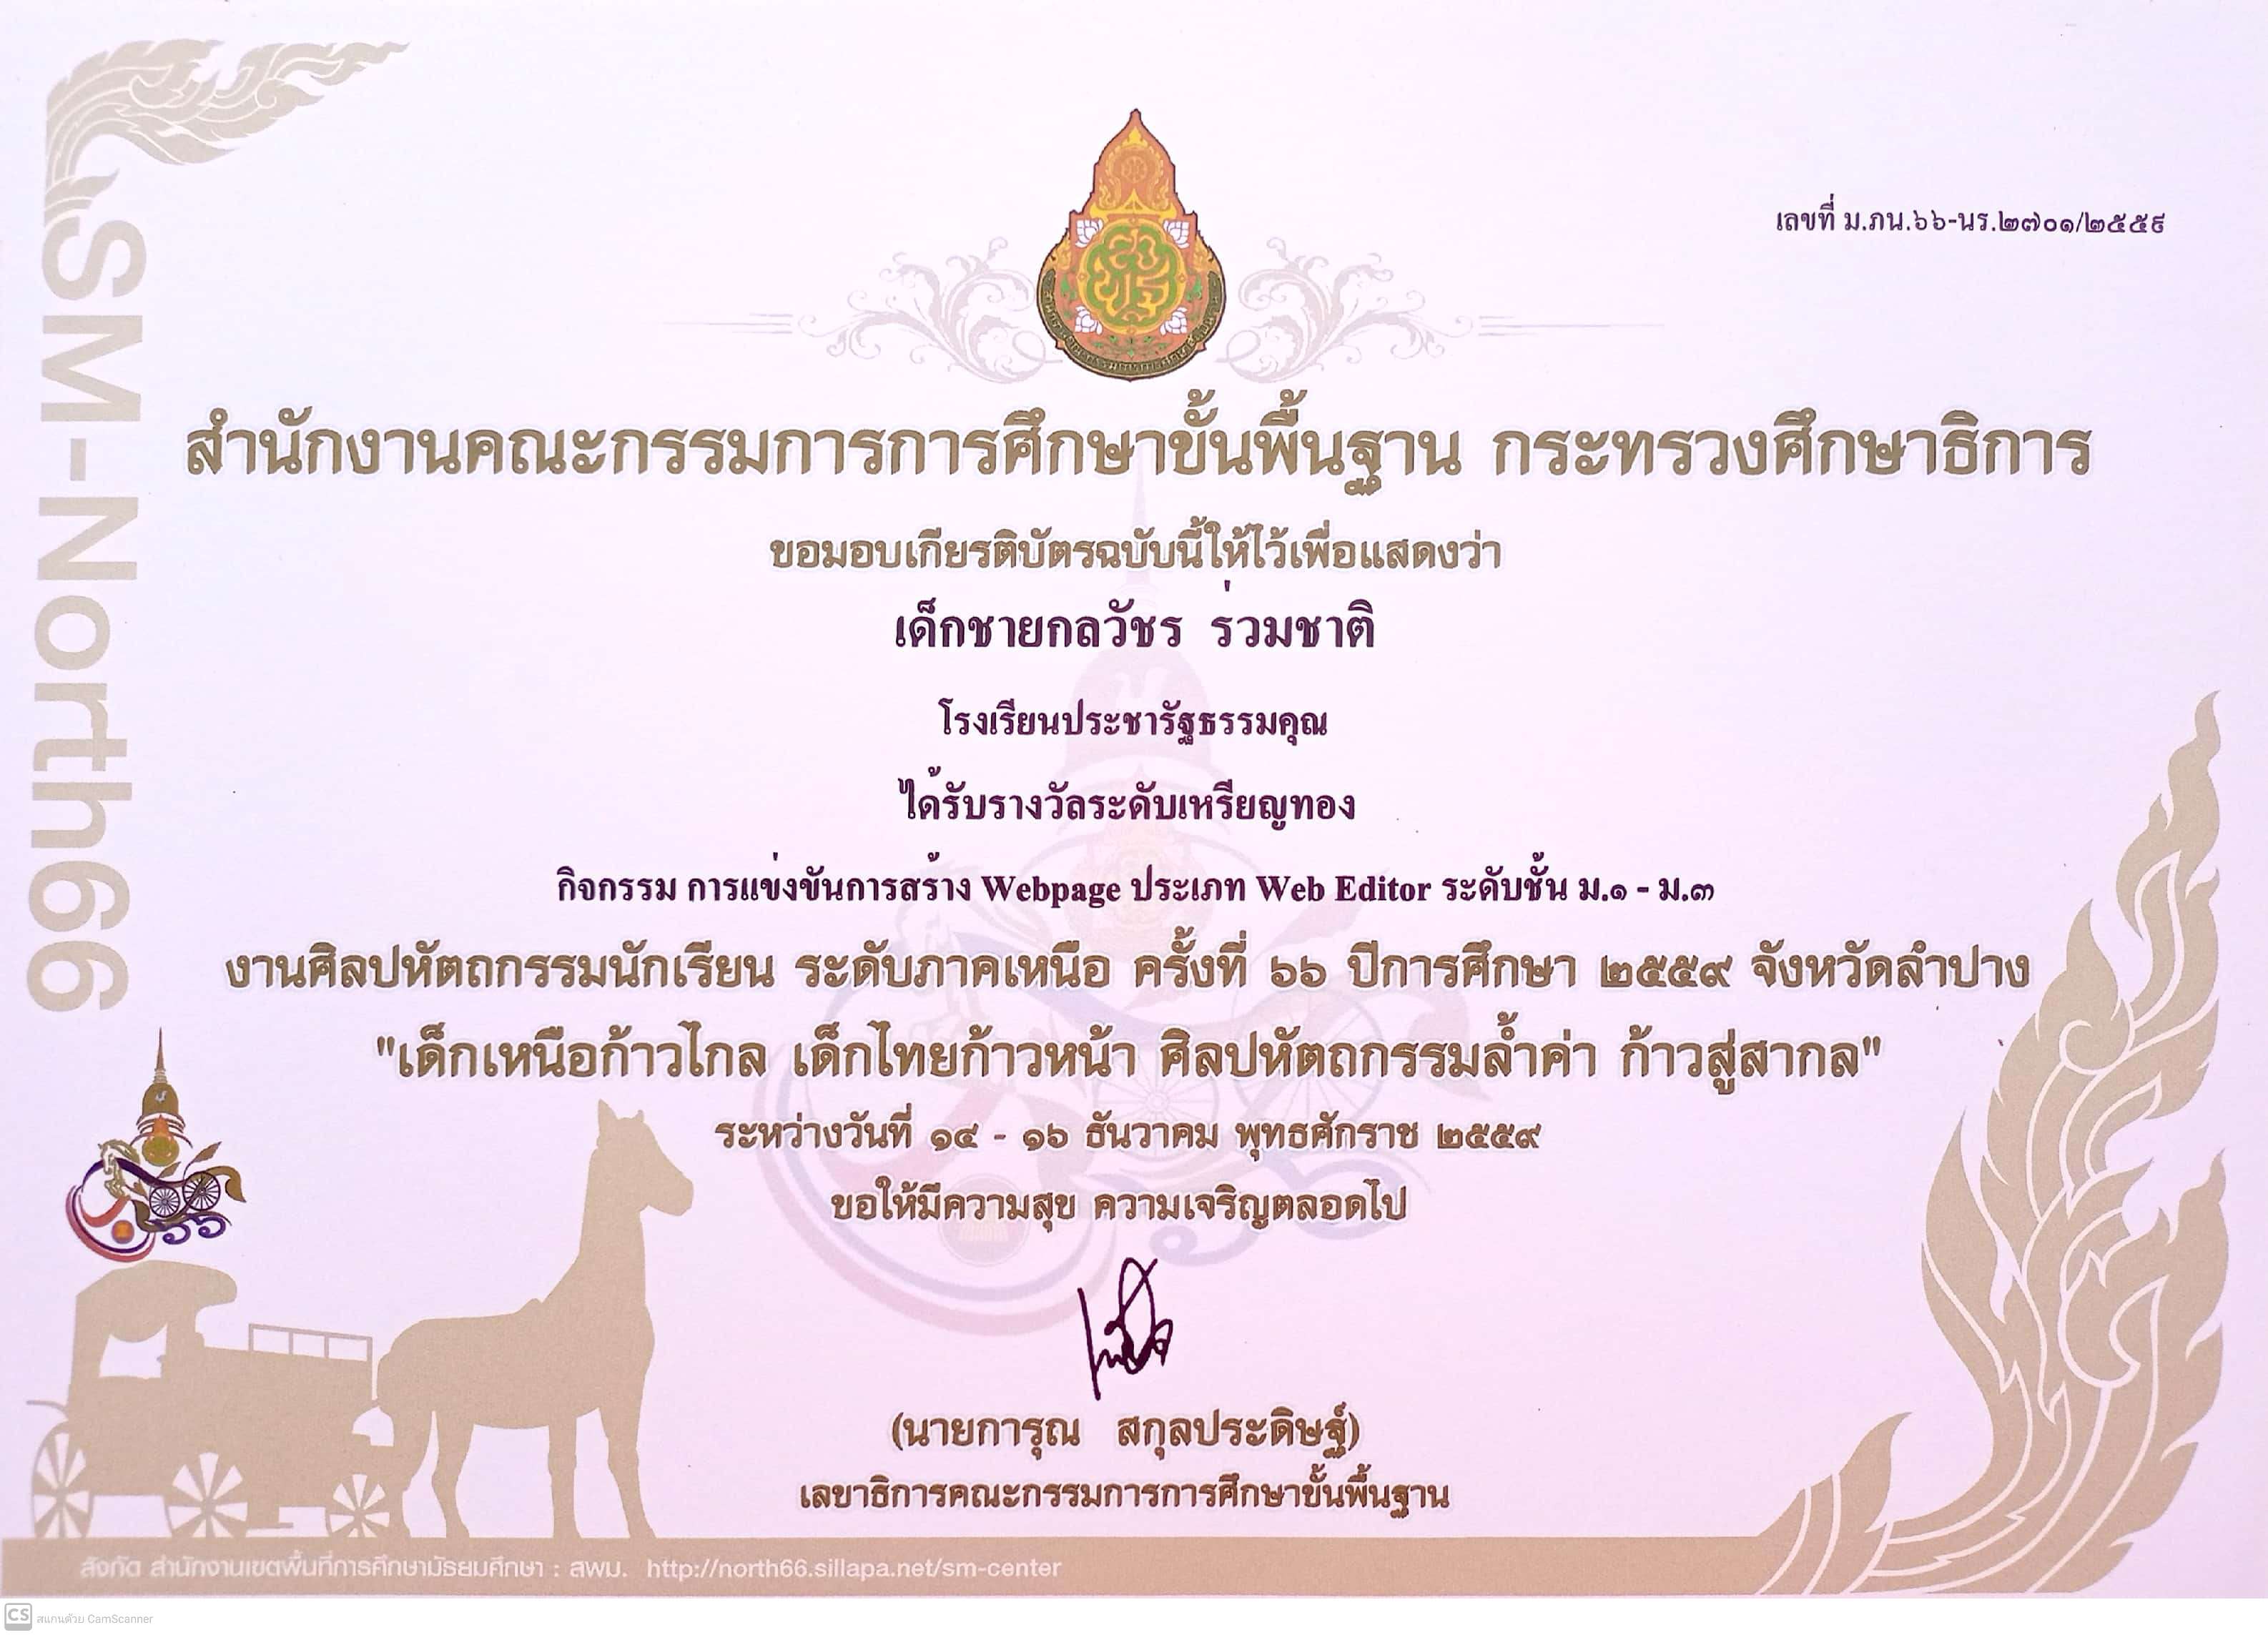 SM-North66
เลขที่ ม.ภน.๖๖-นร.๒๗๐๑/๒๕๕๙
สำนักงานคณะกรรมการการศึกษาขั้นพื้นฐาน กระทรวงศึกษาธิการ
ขอมอบเกียรติบัตรฉบับนี้ให้ไว้เพื่อแสดงว่า
เด็กชายกลวัชร ร่วมชาติ
โรงเรียนประชารัฐธรรมคุณ
ได้รับรางวัลระดับเหรียญทอง
กิจกรรม การแข่งขันการสร้าง Webpage ประเภท Web Editor ระดับชั้น ม.๑ - ม.๓
งานศิลปหัตถกรรมนักเรียน ระดับภาคเหนือ ครั้งที่ ๖๖ ปีการศึกษา ๒๕๕๙ จังหวัดลำปาง
"เด็กเหนือก้าวไกล เด็กไทยก้าวหน้า ศิลปหัตถกรรมล้ำค่า ก้าวสู่สากล"
ระหว่างวันที่ ๑๔ - ๑๖ ธันวาคม พุทธศักราช ๒๕๕๙
ขอให้มีความสุข ความเจริญตลอดไป
(นายการุณ สกุลประดิษฐ์)
เลขาธิการคณะกรรมการการศึกษาขั้นพื้นฐาน
สังกัด สำนักงานเขตพื้นที่การศึกษามัธยมศึกษา : สพม. http://north66.sillapa.net/sm-center
CS สแกนด้วย CamScanner